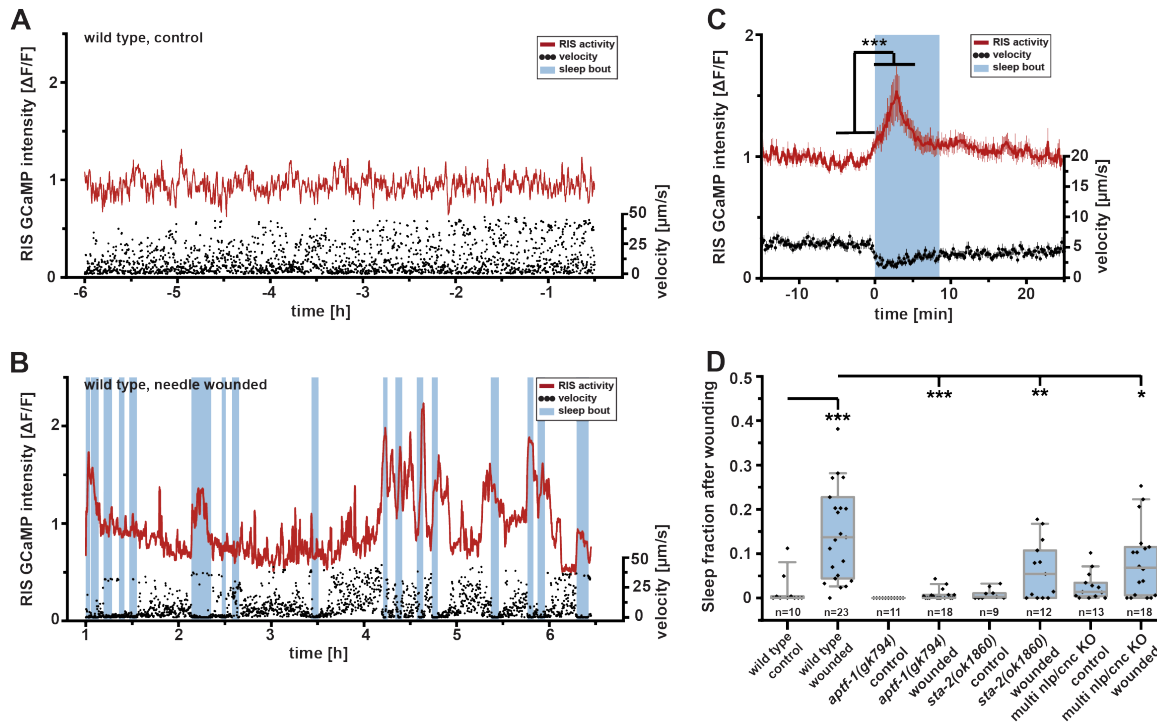 A
wild type, control
RIS activity
velocity
sleep bout
RIS GCaMP intensity [ΔF/F]
2
1
0
50
25
0
velocity [µm/s]
-6 -5 -4 -3 -2 -1
time [h]
B
wild type, needle wounded
RIS activity
velocity
sleep bout
RIS GCaMP intensity [ΔF/F]
2
1
0
50
25
0
velocity [µm/s]
1 2 3 4 5 6
time [h]
C
***
RIS activity
velocity
sleep bout
RIS GCaMP intensity [ΔF/F]
2
1
0
20
15
10
5
0
velocity [µm/s]
-10 0 10 20
time [min]
D
Sleep fraction after wounding
0.5
0.4
0.3
0.2
0.1
0
*** *** ** *
n=10 n=23 n=11 n=18 n=9 n=12 n=13 n=18
wild type
control
wild type
wounded
aptf-1(gk794)
control
aptf-1(gk794)
wounded
sta-2(ok1860)
control
sta-2(ok1860)
wounded
multi nlp/cnc KO
control
multi nlp/cnc KO
wounded